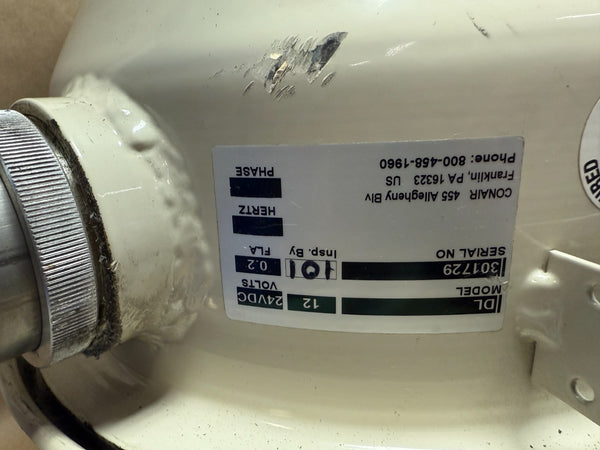 MODEL VOLTS
DL 12 24VDC
SERIAL NO Insp. By FLA
301729 101 0.2
CONAIR 455 Allegheny Blv HERTZ
Franklin, PA 16323 US
Phone: 800-458-1960 PHASE